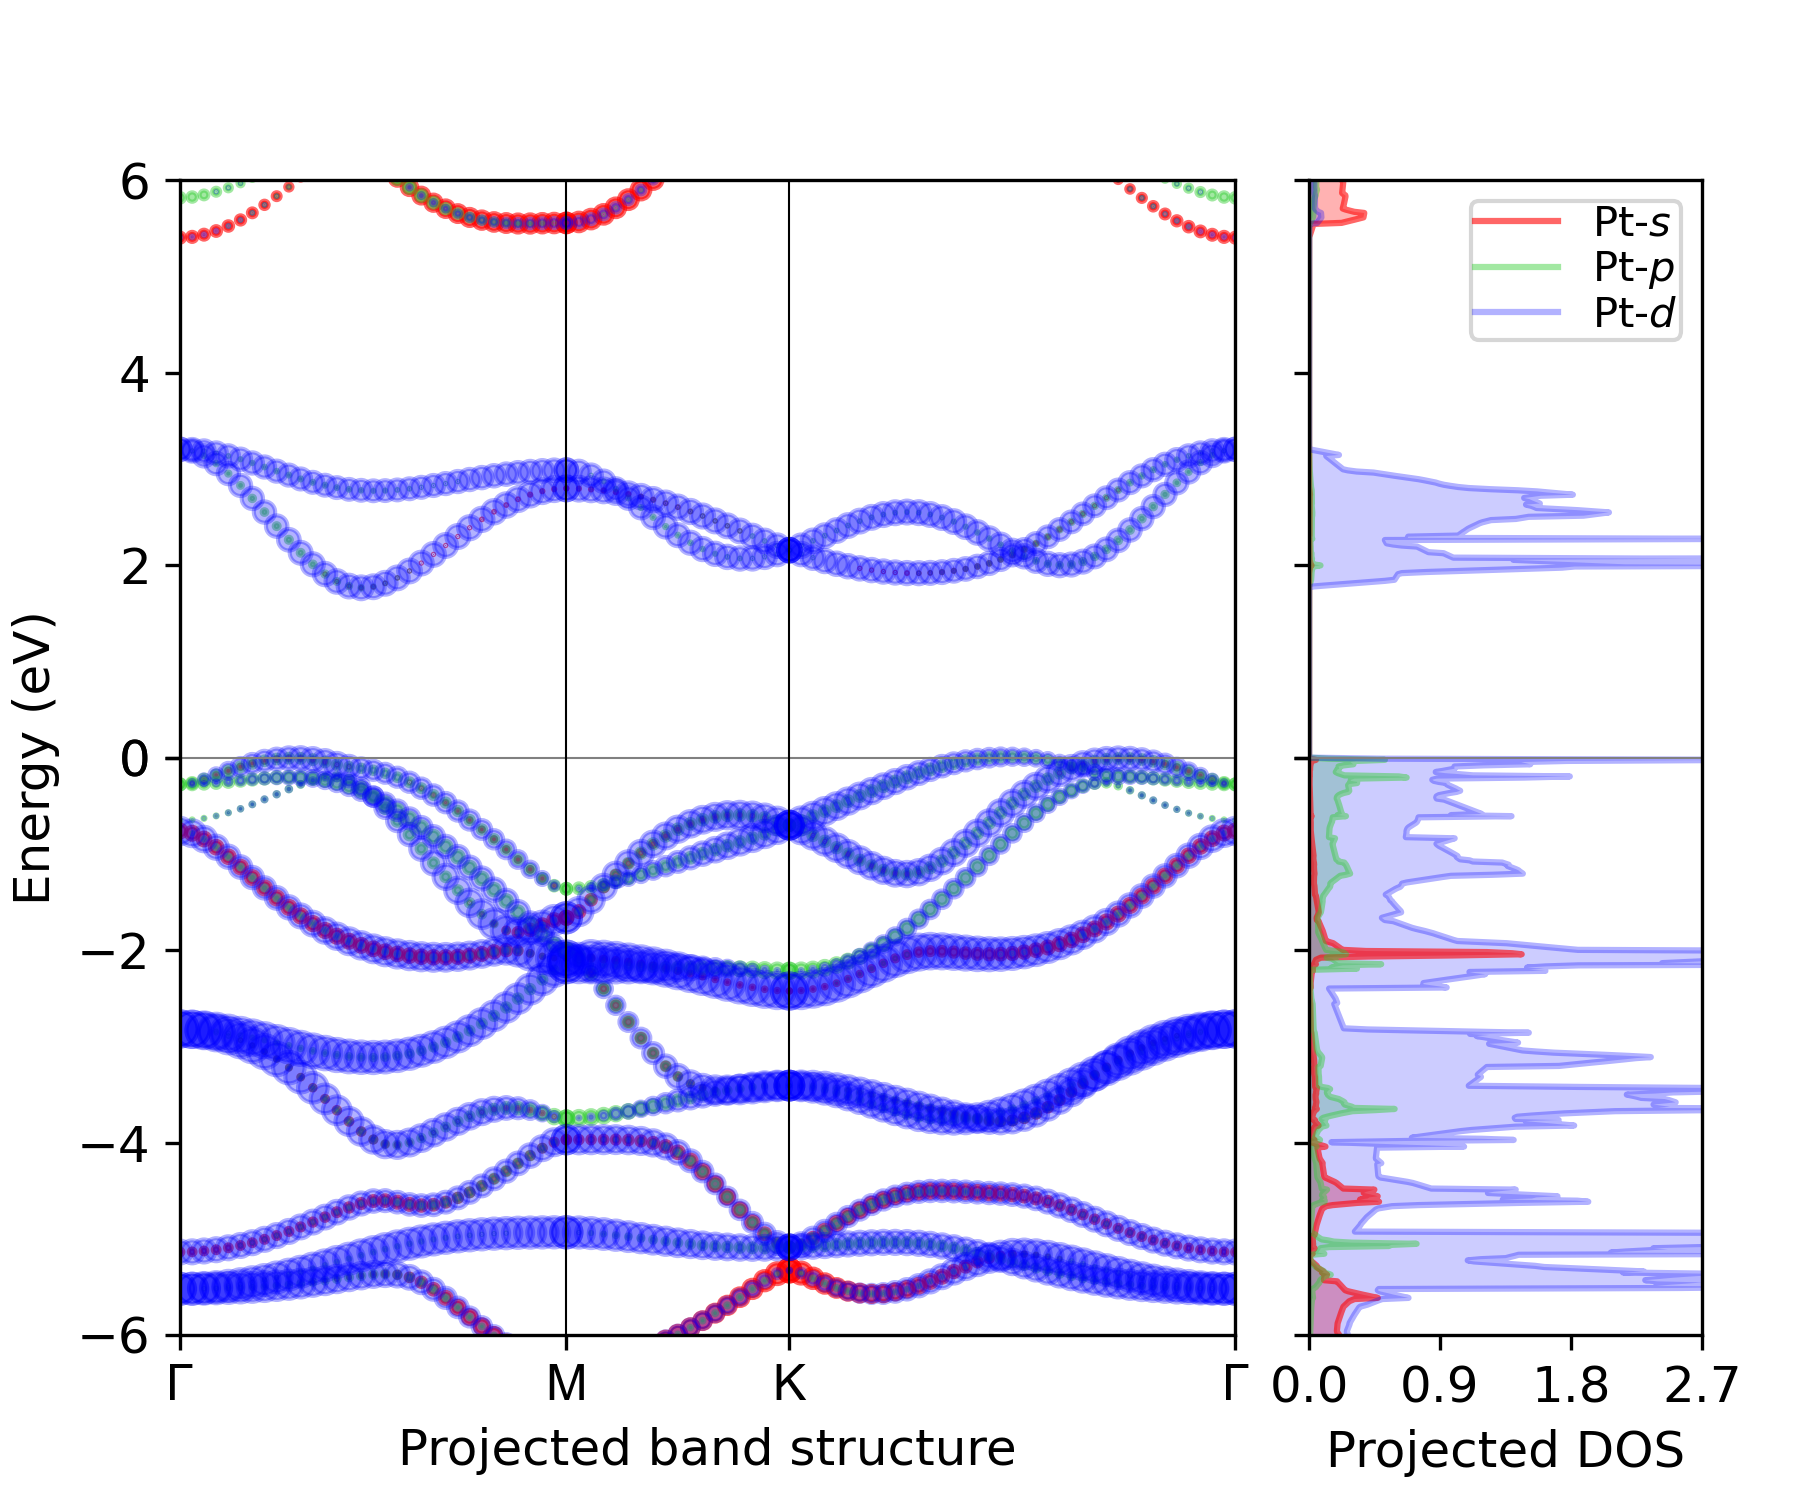 6
4
2
0
−2
−4
−6
Energy (eV)
Γ
M
K
Γ
Projected band structure
Pt-s
Pt-p
Pt-d
0.0
0.9
1.8
2.7
Projected DOS